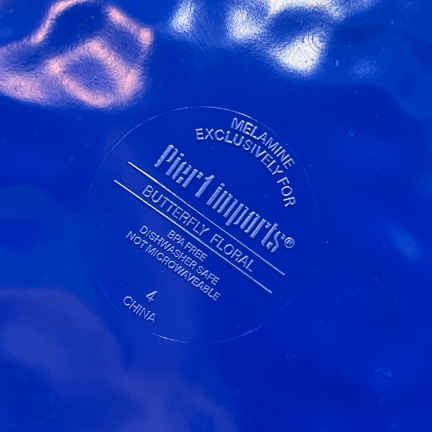 MELAMINE
EXCLUSIVELY FOR
Pier 1 imports®
BUTTERFLY FLORAL
BPA FREE
DISHWASHER SAFE
NOT MICROWAVEABLE
4
CHINA